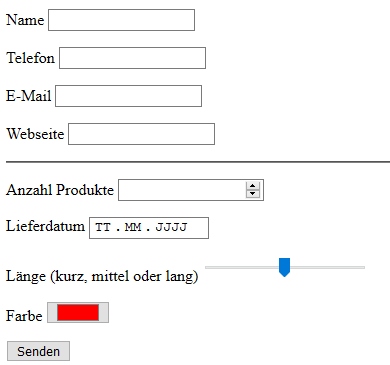 Name
Telefon
E-Mail
Webseite
Anzahl Produkte
Lieferdatum TT . MM . JJJJ
Länge (kurz, mittel oder lang)
Farbe
Senden